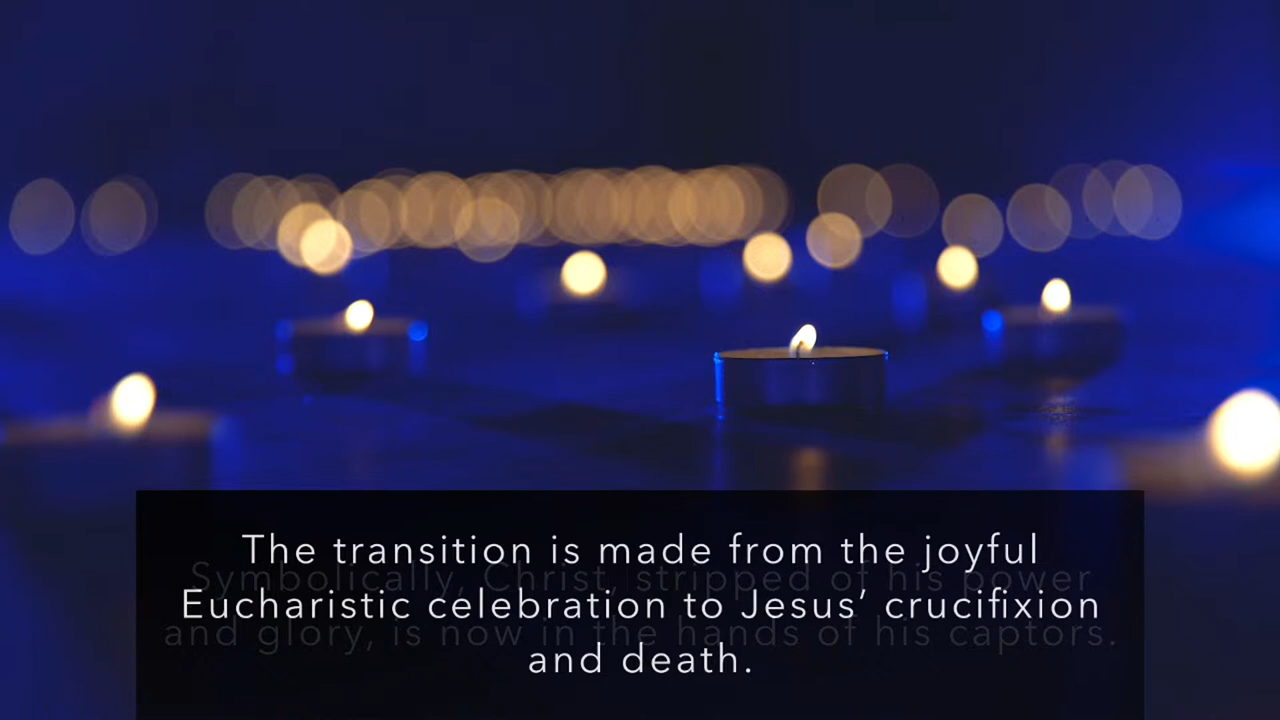 The transition is made from the joyful
Eucharistic celebration to Jesus’ crucifixion
and death.
Symbolically, Christ, stripped of his power
and glory, is now in the hands of his captors.